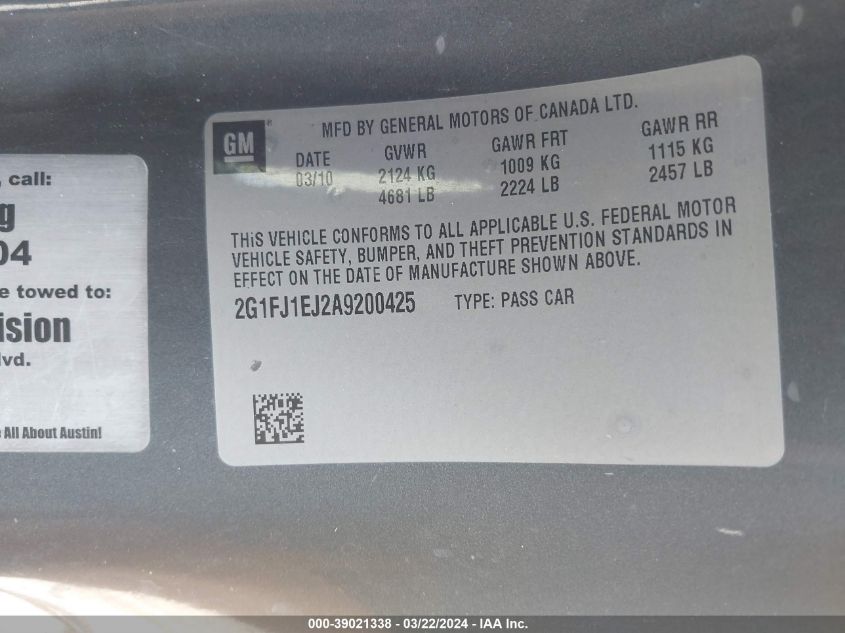 , call:
g
04
e towed to:
ision
lvd.
e All About Austin!
GM
MFD BY GENERAL MOTORS OF CANADA LTD.
DATE GVWR GAWR FRT GAWR RR
03/10 2124 KG 1009 KG 1115 KG
4681 LB 2224 LB 2457 LB
THIS VEHICLE CONFORMS TO ALL APPLICABLE U.S. FEDERAL MOTOR
VEHICLE SAFETY, BUMPER, AND THEFT PREVENTION STANDARDS IN
EFFECT ON THE DATE OF MANUFACTURE SHOWN ABOVE.
2G1FJ1EJ2A9200425 TYPE: PASS CAR
000-39021338 - 03/22/2024 - IAA Inc.